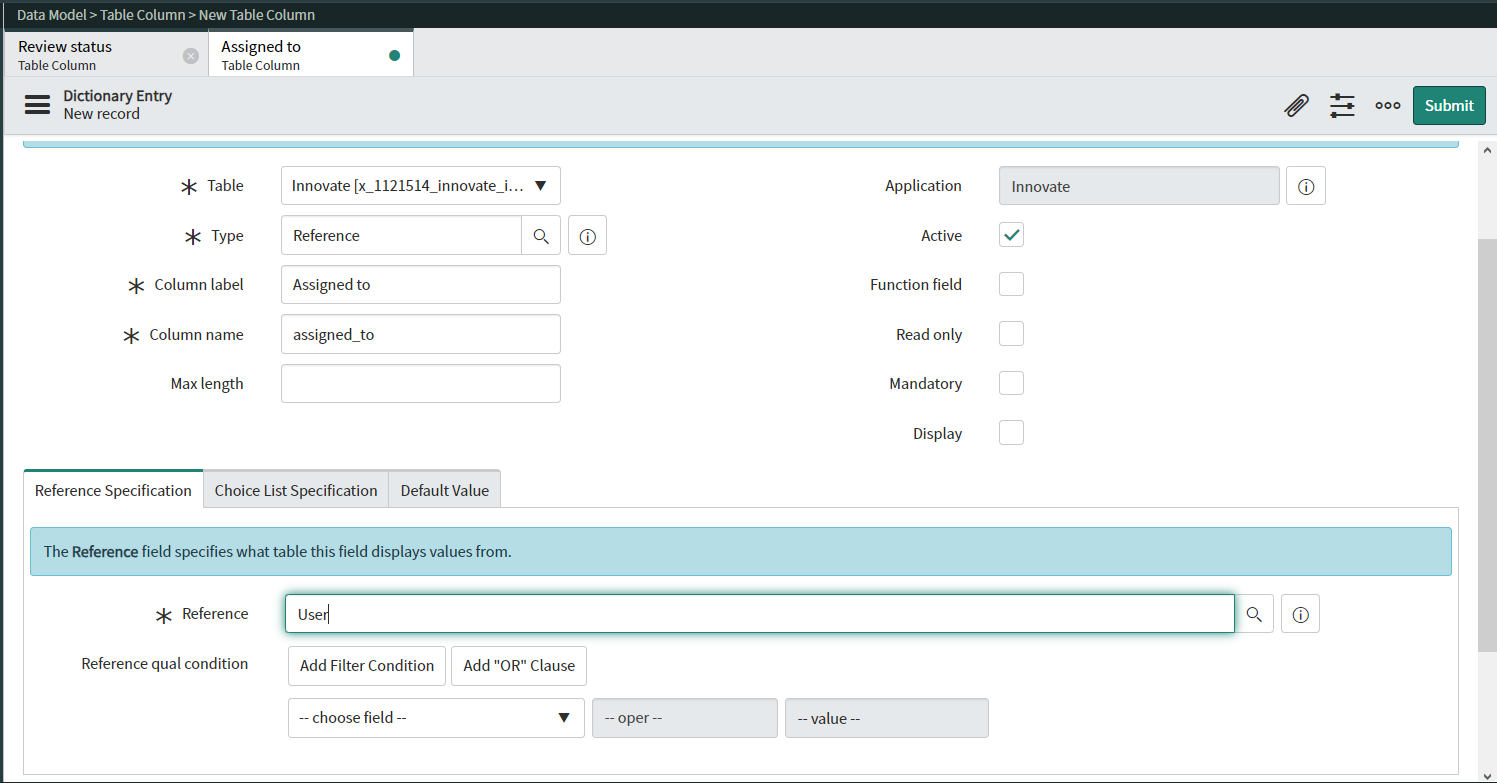 Data Model > Table Column > New Table Column
Review status
Table Column
Assigned to
Table Column
Dictionary Entry
New record
Submit
Table
Innovate [x_1121514_innovate_i...
Application
Innovate
Type
Reference
Active
Column label
Assigned to
Function field
Column name
assigned_to
Read only
Max length
Mandatory
Display
Reference Specification
Choice List Specification
Default Value
The Reference field specifies what table this field displays values from.
Reference
User
Reference qual condition
Add Filter Condition
Add "OR" Clause
-- choose field --
-- oper --
-- value --